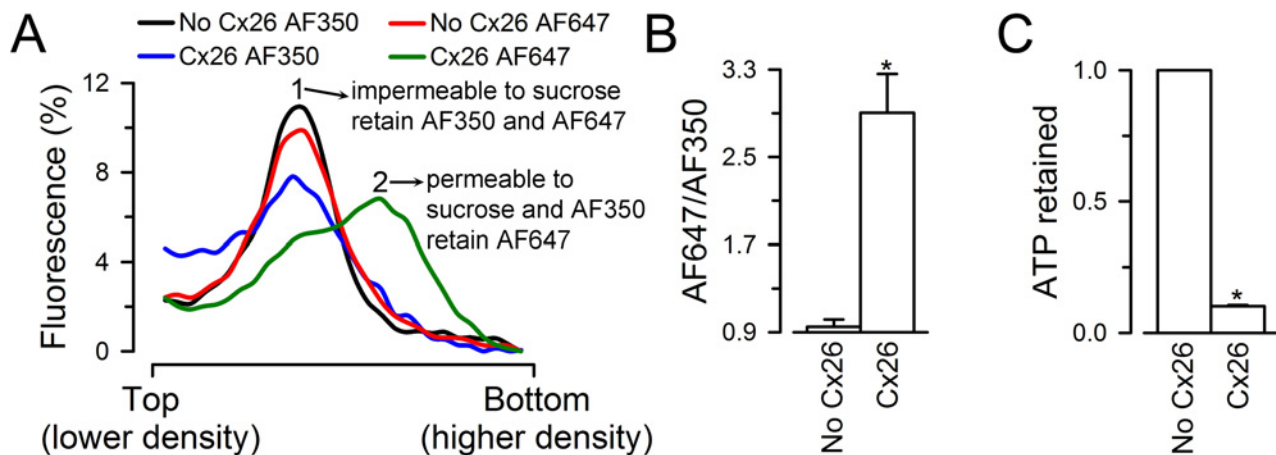 A
No Cx26 AF350
No Cx26 AF647
Cx26 AF350
Cx26 AF647
Fluorescence (%)
12
8
4
0
1
impermeable to sucrose
retain AF350 and AF647
2
permeable to
sucrose and AF350
retain AF647
Top
(lower density)
Bottom
(higher density)
B
AF647/AF350
3.3
2.5
1.7
0.9
*
No Cx26
Cx26
C
ATP retained
1.0
0.5
0.0
*
No Cx26
Cx26